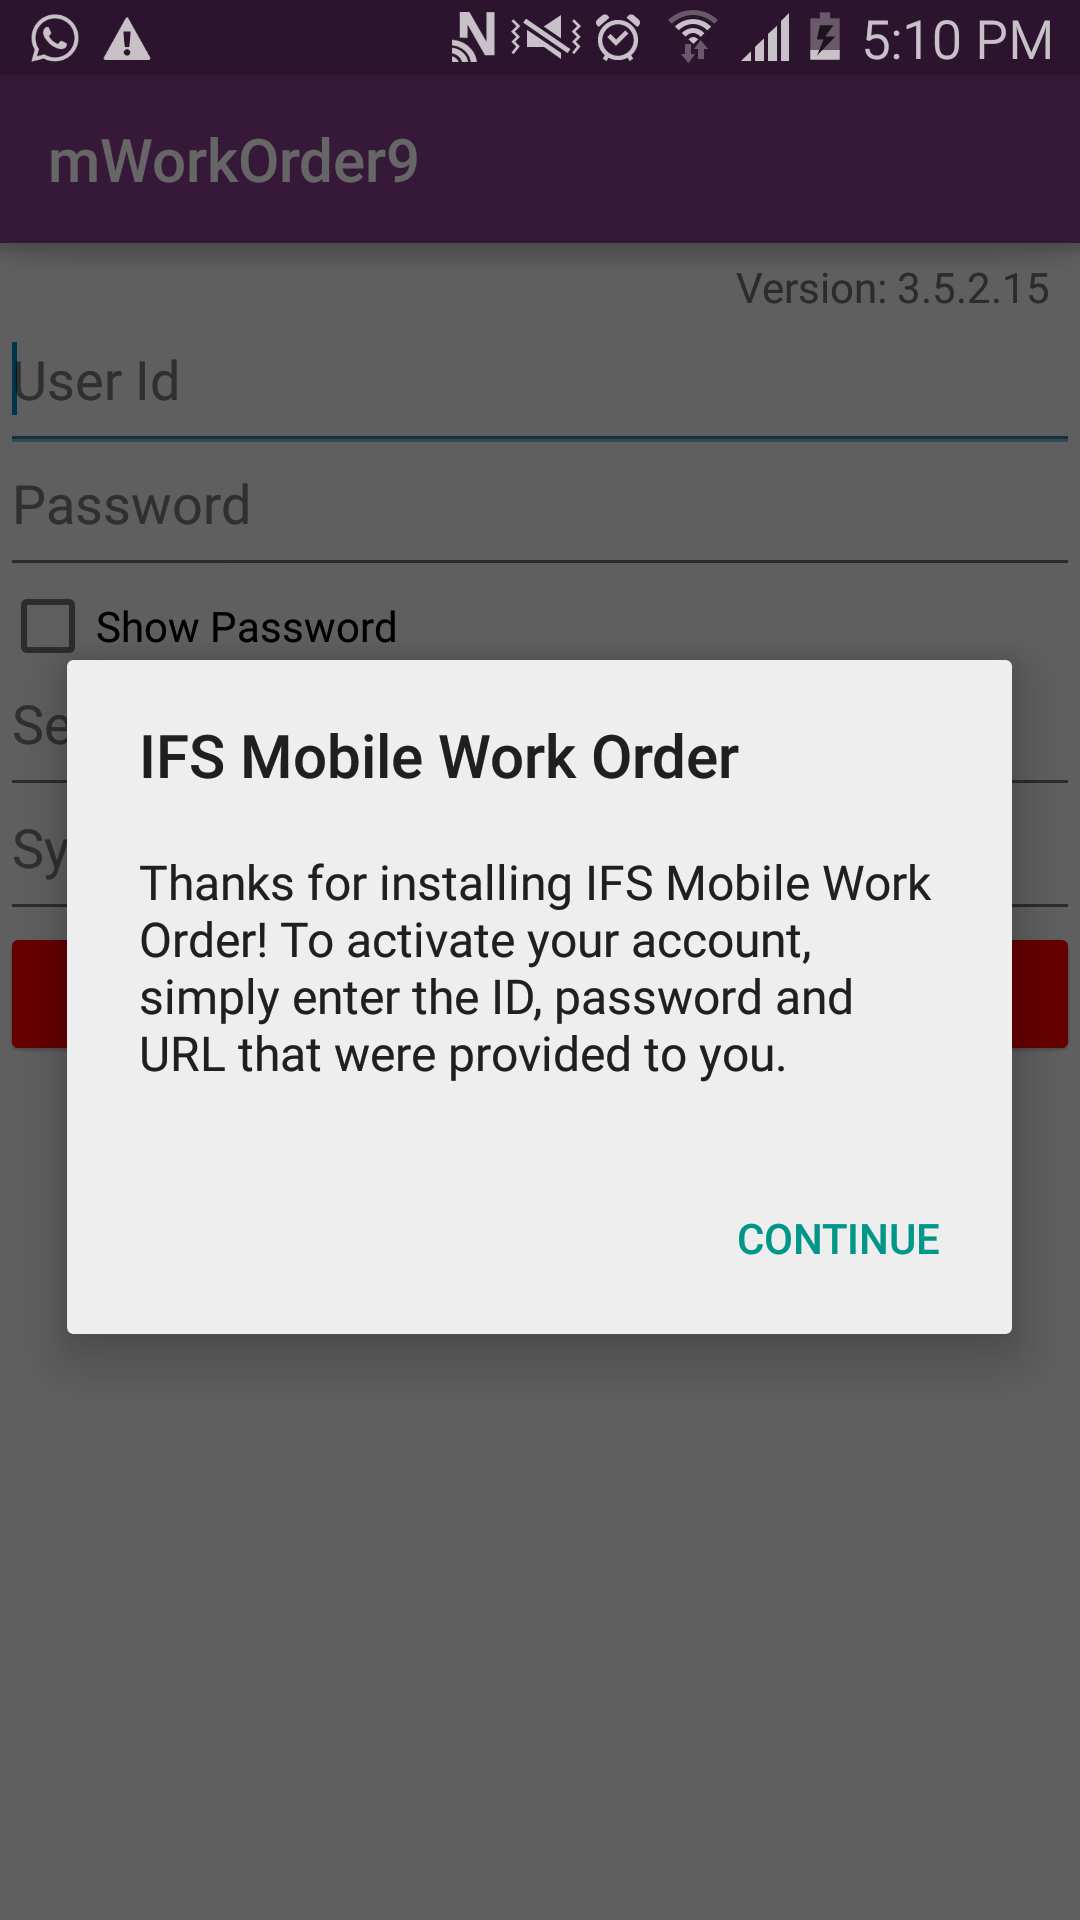 5:10 PM
mWorkOrder9
Version: 3.5.2.15
User Id
Password
Show Password
Se
Sy
IFS Mobile Work Order
Thanks for installing IFS Mobile Work
Order! To activate your account,
simply enter the ID, password and
URL that were provided to you.
CONTINUE